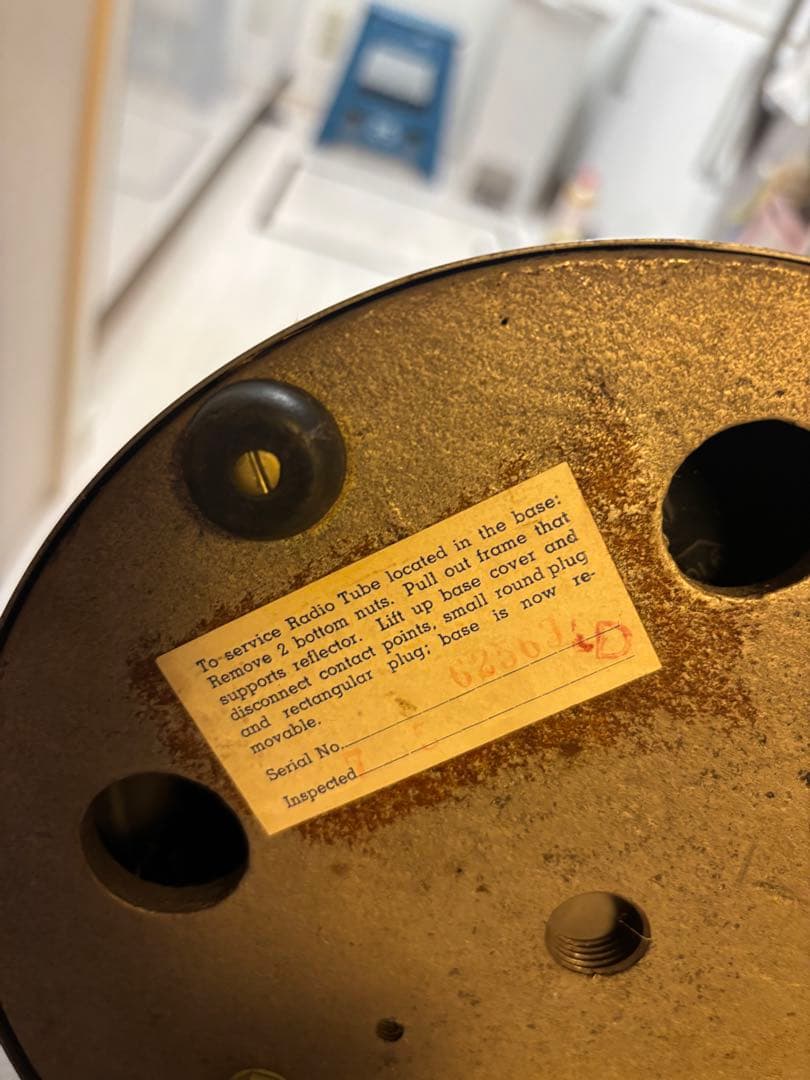 To service Radio Tube located in the base:
Remove 2 bottom nuts. Pull out frame that
supports reflector. Lift up base cover and
disconnect contact points, small round plug
and rectangular plug; base is now re-
movable.
Serial No.
Inspected